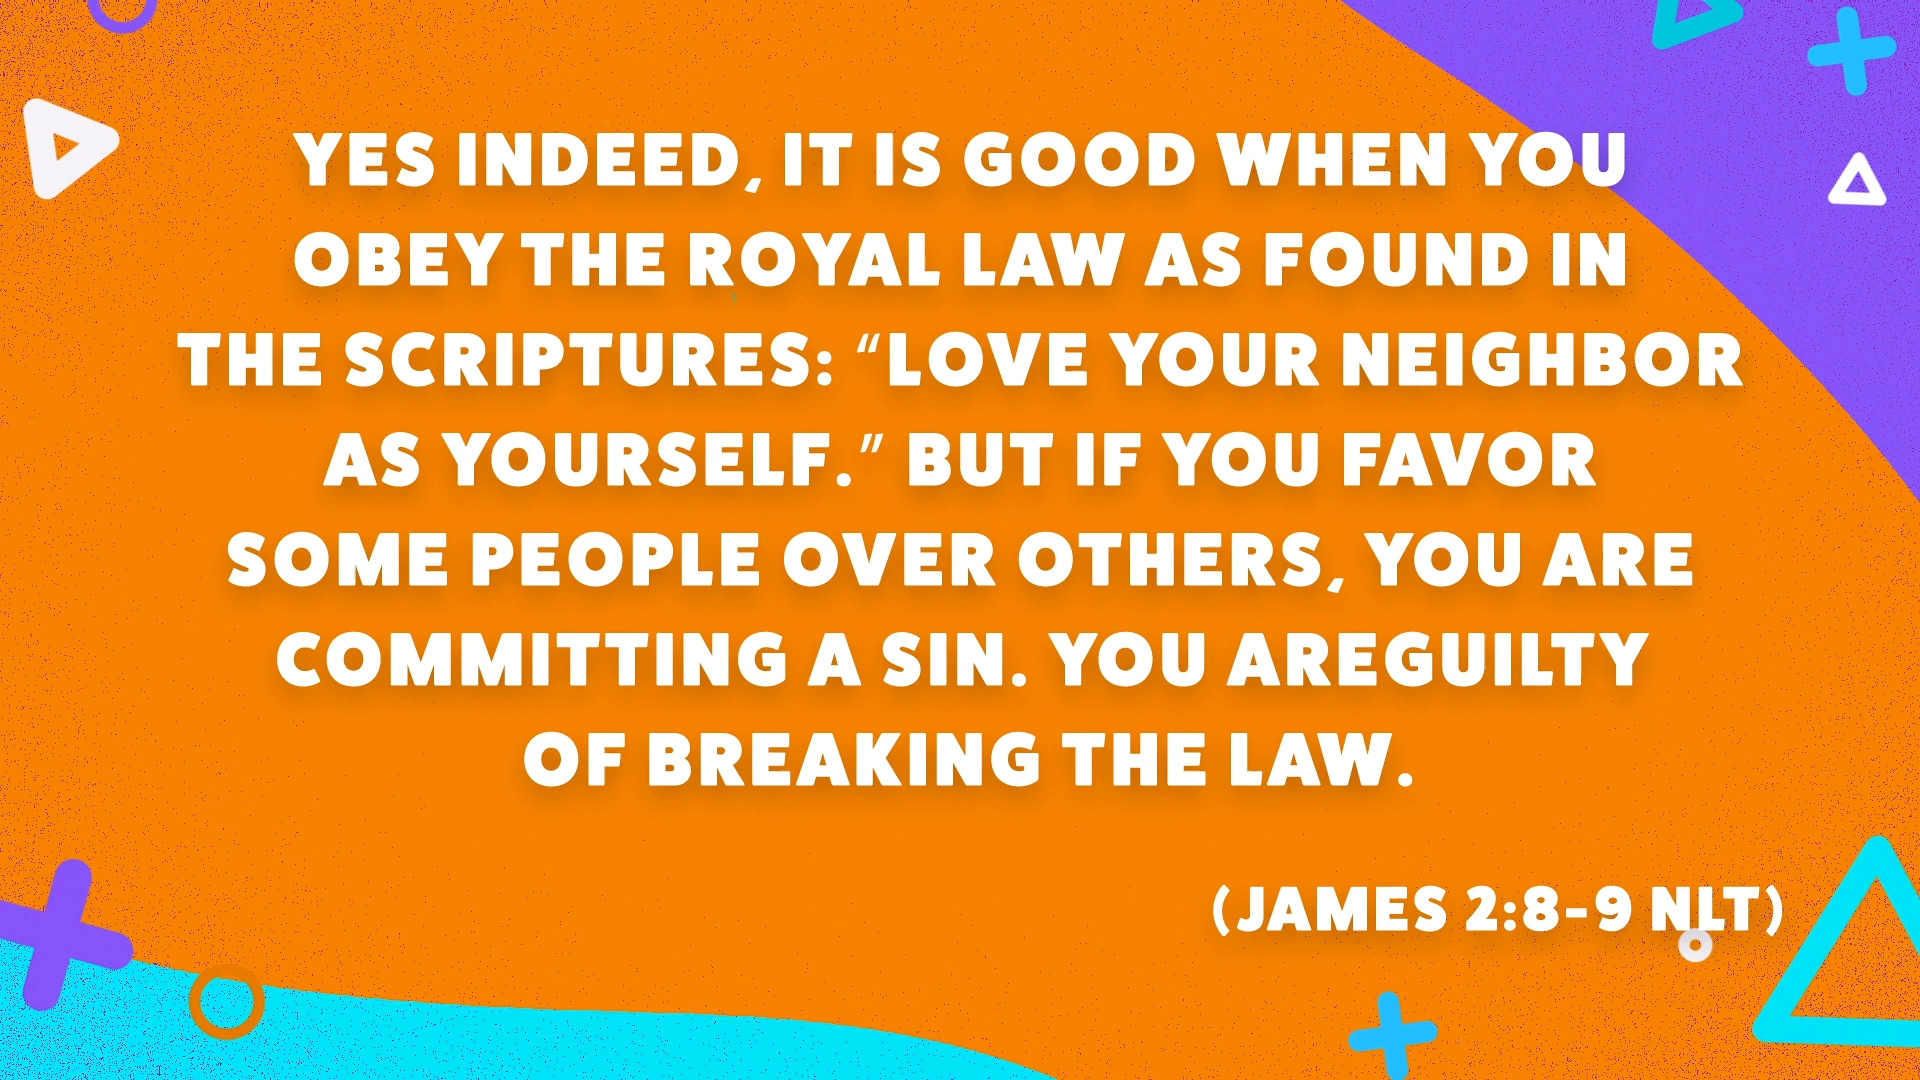 YES INDEED, IT IS GOOD WHEN YOU
OBEY THE ROYAL LAW AS FOUND IN
THE SCRIPTURES: “LOVE YOUR NEIGHBOR
AS YOURSELF.” BUT IF YOU FAVOR
SOME PEOPLE OVER OTHERS, YOU ARE
COMMITTING A SIN. YOU AREGUILTY
OF BREAKING THE LAW.
(JAMES 2:8-9 NLT)